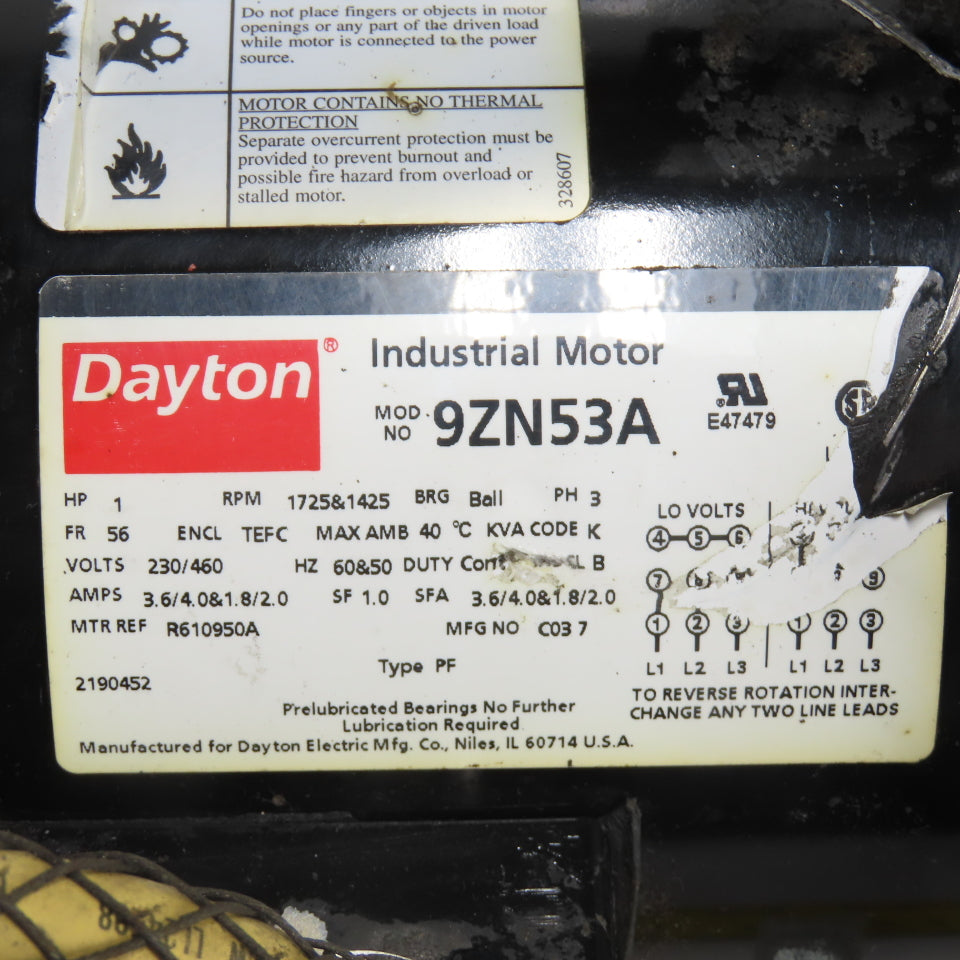 Do not place fingers or objects in motor
openings or any part of the driven load
while motor is connected to the power
source.
MOTOR CONTAINS NO THERMAL
PROTECTION
Separate overcurrent protection must be
provided to prevent burnout and
possible fire hazard from overload or
stalled motor.
328607
Dayton®
Industrial Motor
MOD NO 9ZN53A
E47479
HP 1 RPM 1725&1425 BRG Ball PH 3
FR 56 ENCL TEFC MAX AMB 40 °C KVA CODE K
VOLTS 230/460 HZ 60&50 DUTY Cont CL B
AMPS 3.6/4.0&1.8/2.0 SF 1.0 SFA 3.6/4.0&1.8/2.0
MTR REF R610950A MFG NO C03 7
Type PF
2190452
Prelubricated Bearings No Further
Lubrication Required
Manufactured for Dayton Electric Mfg. Co., Niles, IL 60714 U.S.A.
LO VOLTS
4 5 6
7 9
1 2 3 1 2 3
L1 L2 L3 L1 L2 L3
TO REVERSE ROTATION INTER-
CHANGE ANY TWO LINE LEADS